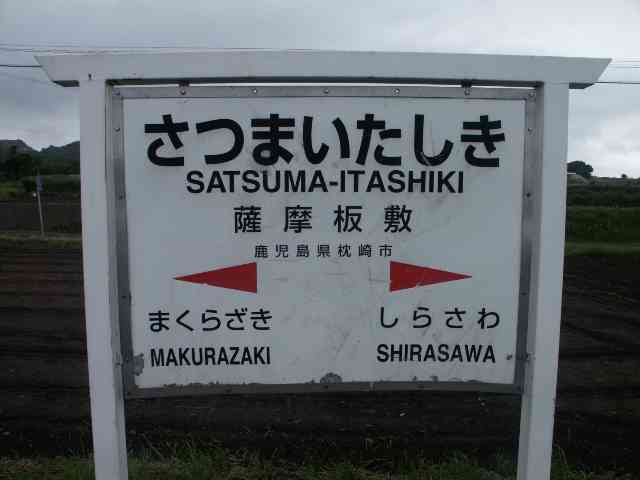 さつまいたしき
SATSUMA-ITASHIKI
薩摩板敷
鹿児島県枕崎市
まくらざき しらさわ
MAKURAZAKI SHIRASAWA